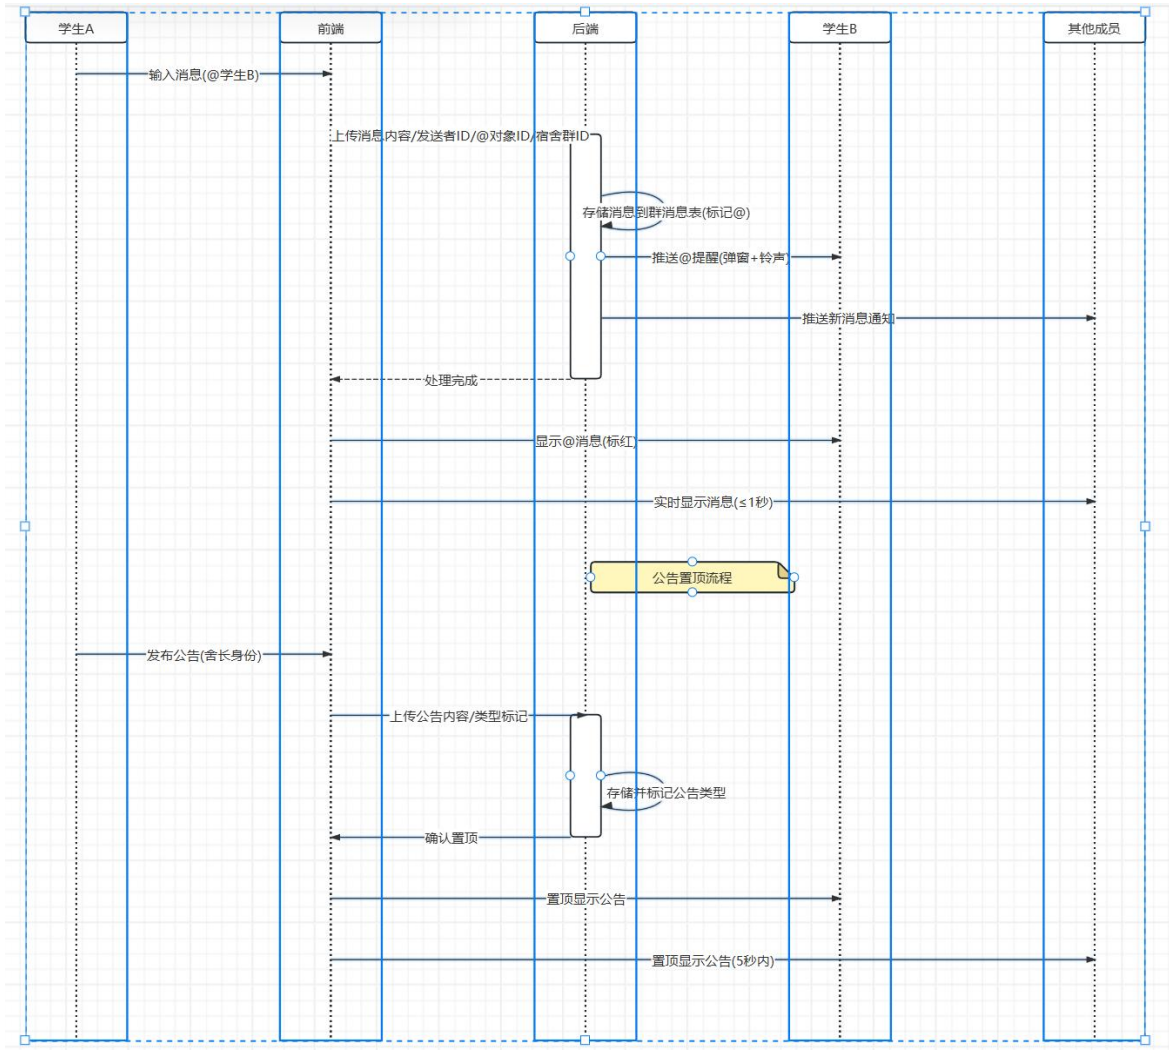 学生A
前端
后端
学生B
其他成员
输入消息(@学生B)
上传消息内容/发送者ID/@对象ID/宿舍群ID
存储消息到群消息表(标记@)
推送@提醒(弹窗+铃声)
推送新消息通知
处理完成
显示@消息(标红)
实时显示消息(≤1秒)
公告置顶流程
发布公告(舍长身份)
上传公告内容/类型标记
存储并标记公告类型
确认置顶
置顶显示公告
置顶显示公告(5秒内)